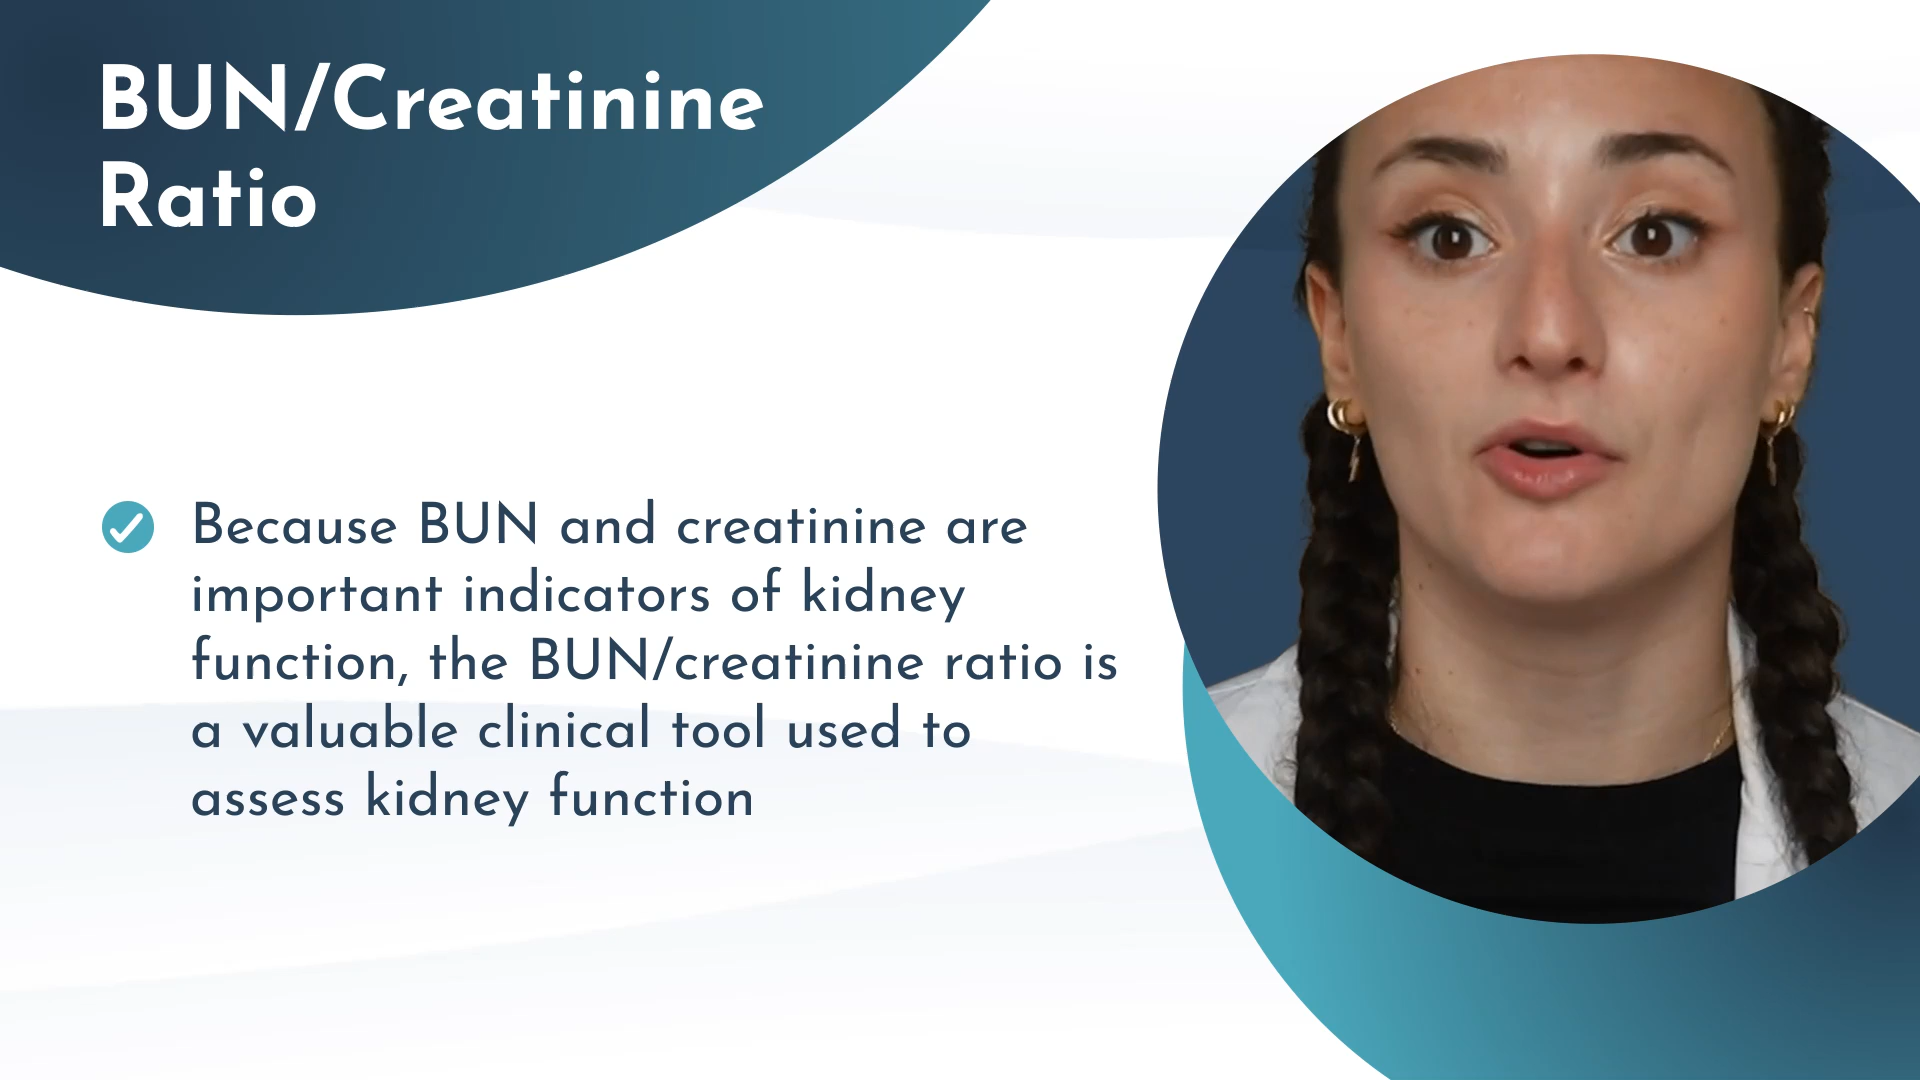 BUN/Creatinine
Ratio
Because BUN and creatinine are
important indicators of kidney
function, the BUN/creatinine ratio is
a valuable clinical tool used to
assess kidney function